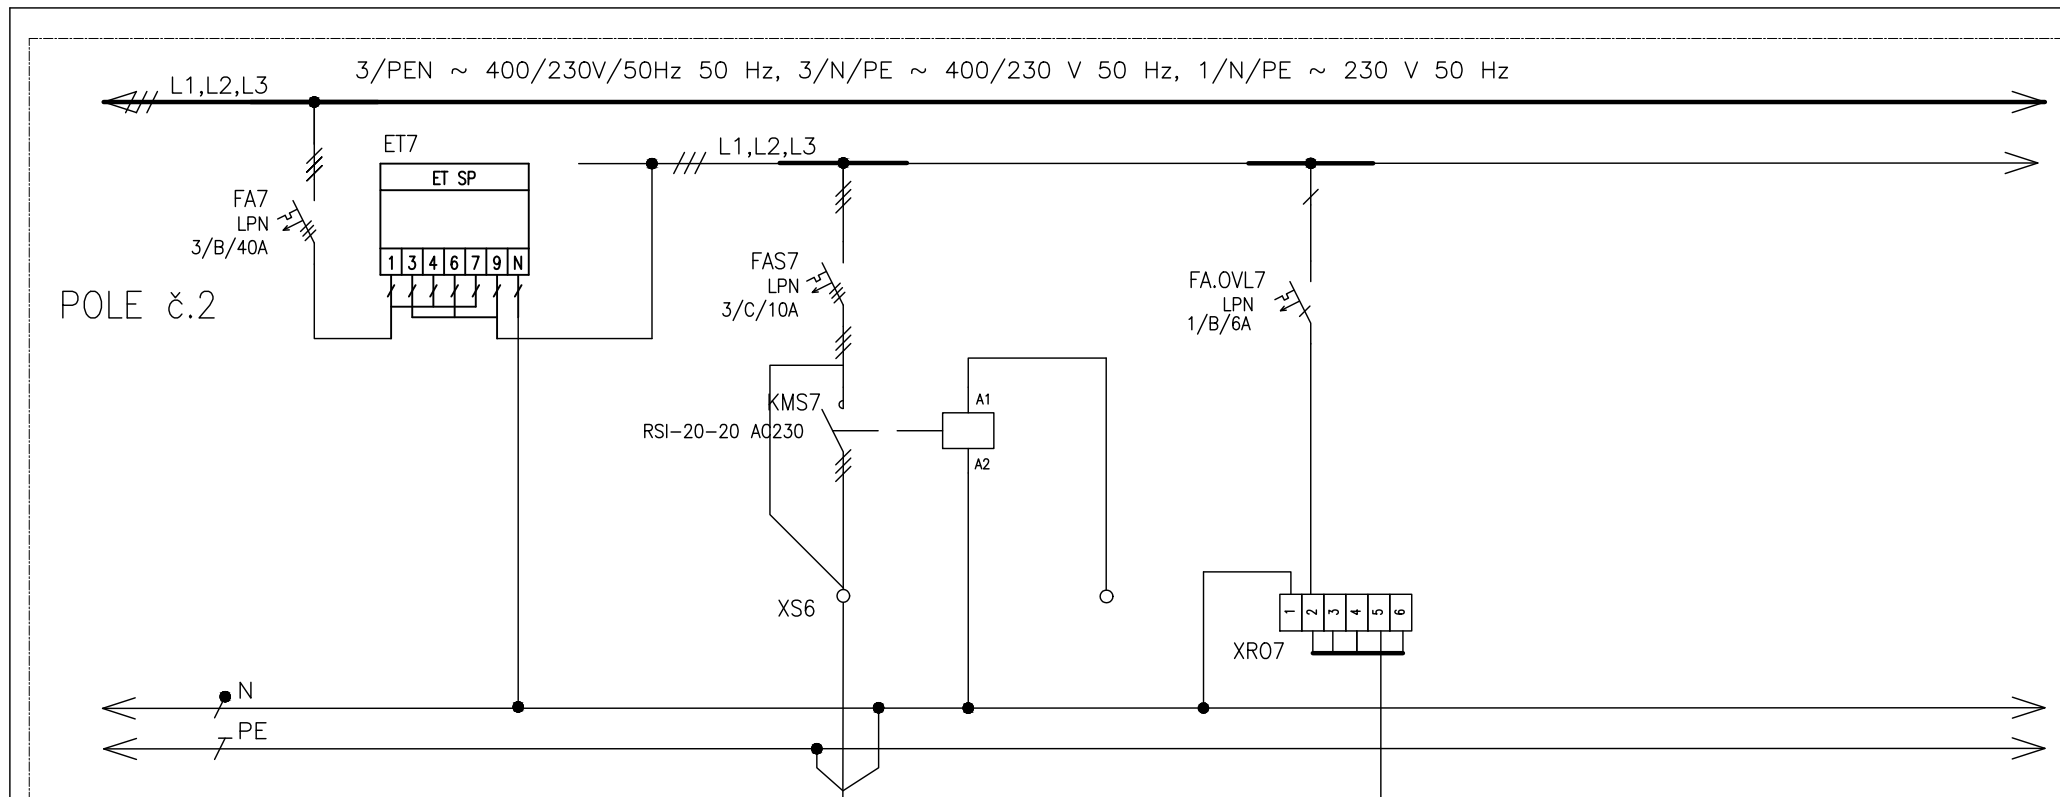 3/PEN ~ 400/230V/50Hz 50 Hz, 3/N/PE ~ 400/230 V 50 Hz, 1/N/PE ~ 230 V 50 Hz
L1,L2,L3
ET7
L1,L2,L3
ET SP
FA7
LPN
3/B/40A
1 3 4 6 7 9 N
FAS7
LPN
3/C/10A
FA.OVL7
LPN
1/B/6A
POLE č.2
KMS7
RSI-20-20 AC230
A1
A2
XS6
1 2 3 4 5 6
XRO7
N
PE